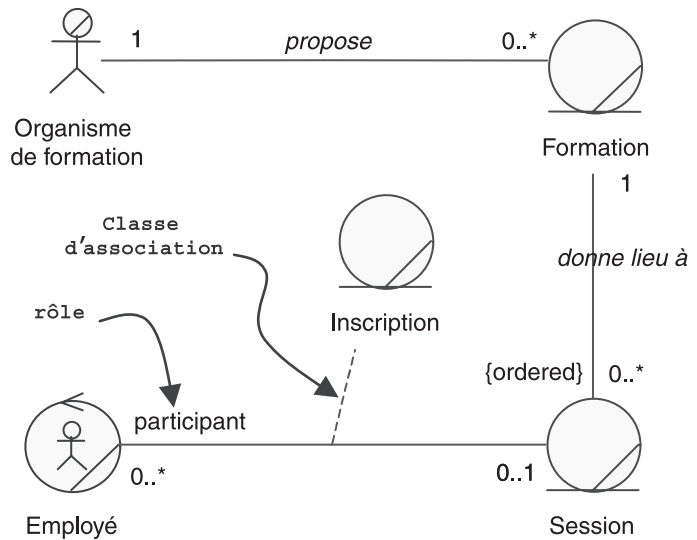 1
propose
0..*
Organisme
de formation
Formation
1
Classe
d'association
donne lieu à
rôle
Inscription
{ordered}
0..*
participant
0..*
0..1
Employé
Session